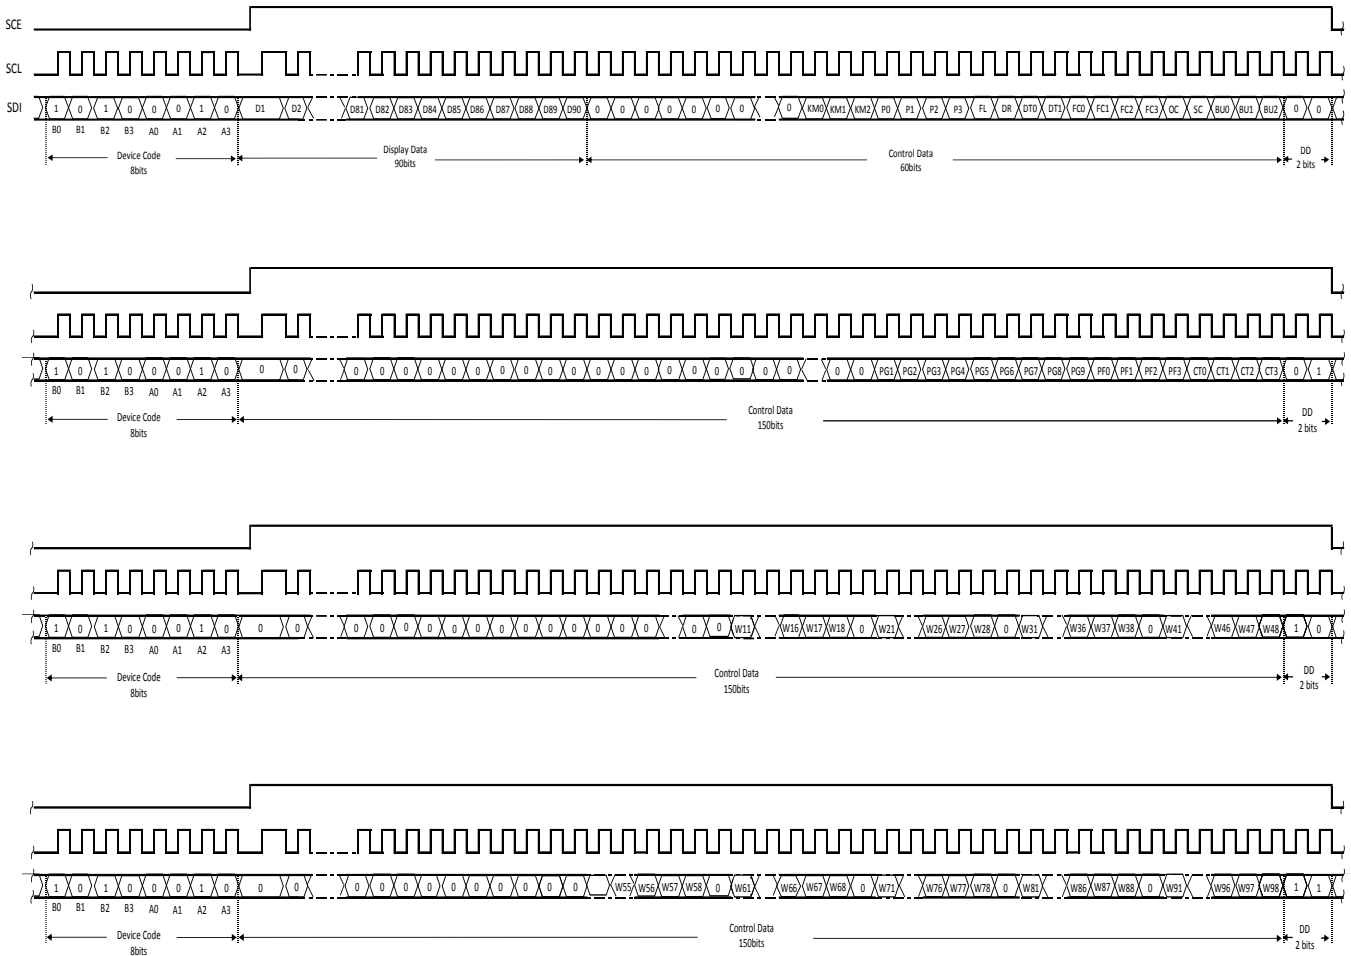 SCE
SCL
SDI 1 0 1 0 0 0 1 0 D1 D2 D81 D82 D83 D84 D85 D86 D87 D88 D89 D90 0 0 0 0 0 0 0 0 KM0 KM1 KM2 P0 P1 P2 P3 FL DR DT0 DT1 FC0 FC1 FC2 FC3 OC SC BU0 BU1 BU2 0 0
B0 B1 B2 B3 A0 A1 A2 A3
Device Code Display Data Control Data DD
8bits 90bits 60bits 2 bits
1 0 1 0 0 0 1 0 0 0 0 0 0 0 0 0 0 0 0 0 0 0 0 0 0 0 0 0 0 0 0 0 PG1 PG2 PG3 PG4 PG5 PG6 PG7 PG8 PG9 PF0 PF1 PF2 PF3 CT0 CT1 CT2 CT3 0 1
B0 B1 B2 B3 A0 A1 A2 A3
Device Code Control Data DD
8bits 150bits 2 bits
1 0 1 0 0 0 1 0 0 0 0 0 0 0 0 0 0 0 0 0 0 0 0 0 0 W11 W16 W17 W18 0 W21 W26 W27 W28 0 W31 W36 W37 W38 0 W41 W46 W47 W48 1 0
B0 B1 B2 B3 A0 A1 A2 A3
Device Code Control Data DD
8bits 150bits 2 bits
1 0 1 0 0 0 1 0 0 0 0 0 0 0 0 0 0 0 0 0 0 W55 W56 W57 W58 0 W61 W66 W67 W68 0 W71 W76 W77 W78 0 W81 W86 W87 W88 0 W91 W96 W97 W98 1 1
B0 B1 B2 B3 A0 A1 A2 A3
Device Code Control Data DD
8bits 150bits 2 bits